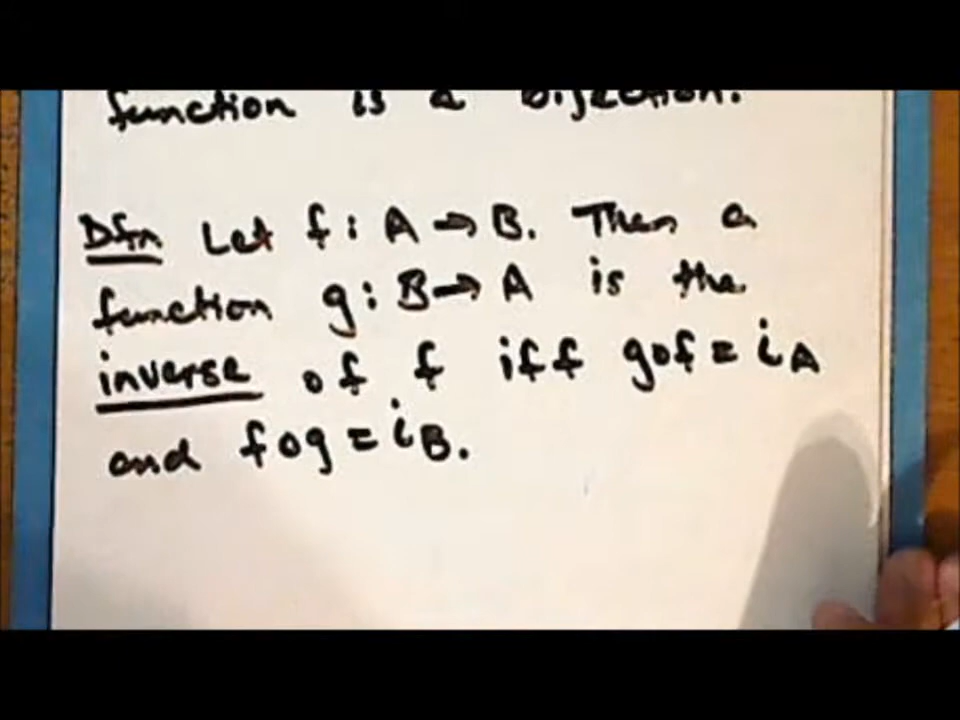 function is a bijection.
Dfn Let f : A → B. Then a
function g : B → A is the
inverse of f iff g∘f = i_A
and f∘g = i_B.